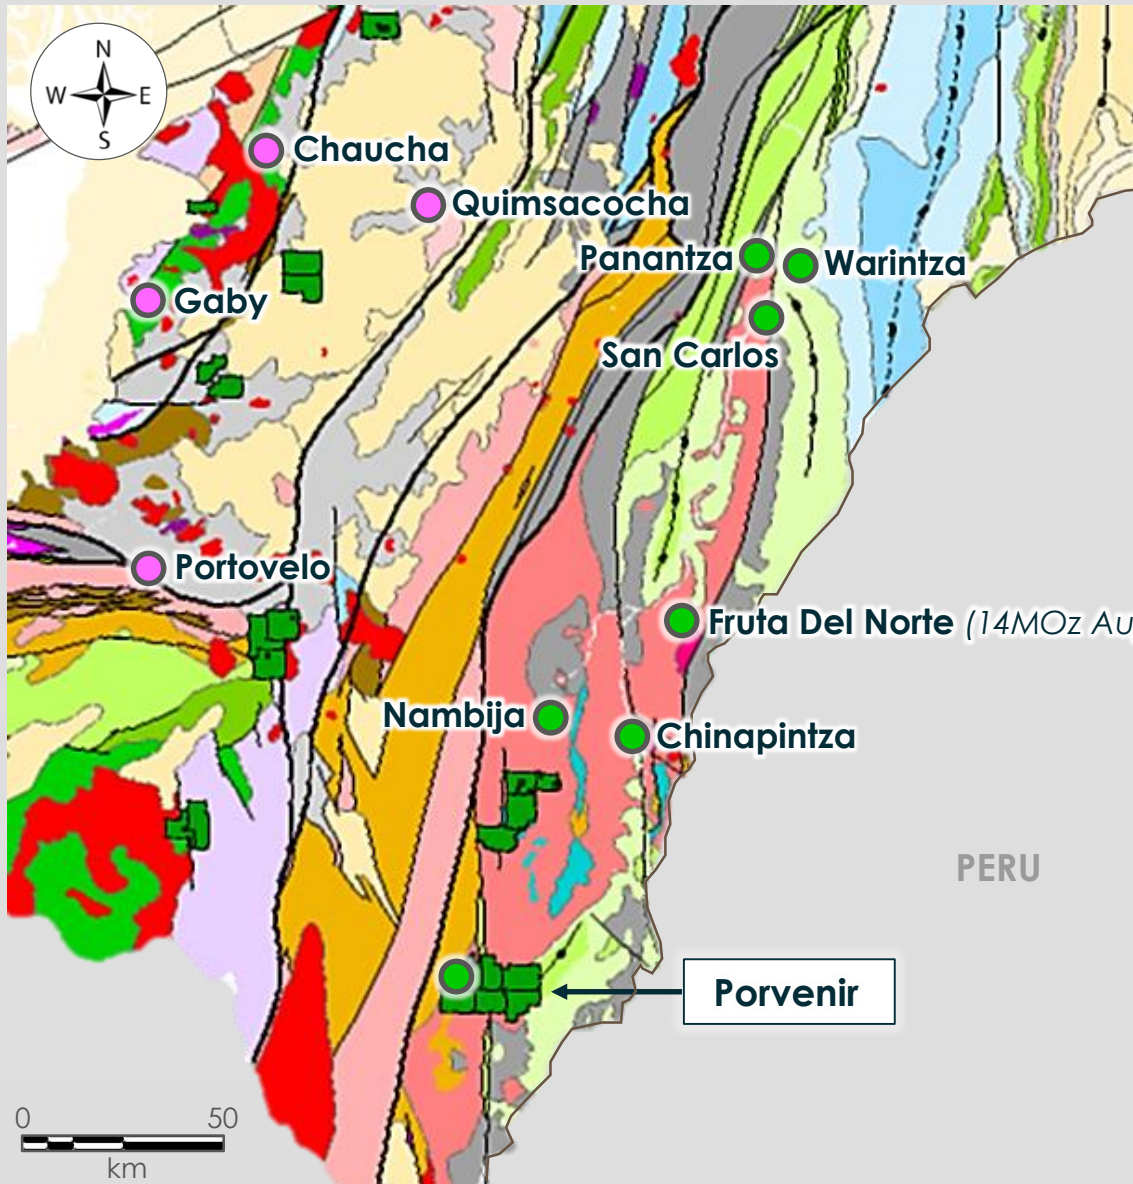 N
W E
S
Chaucha
Quimsacocha
Panantza
Warintza
Gaby
San Carlos
Portovelo
Fruta Del Norte (14MOz Au
Nambija
Chinapintza
PERU
Porvenir
0 50
km